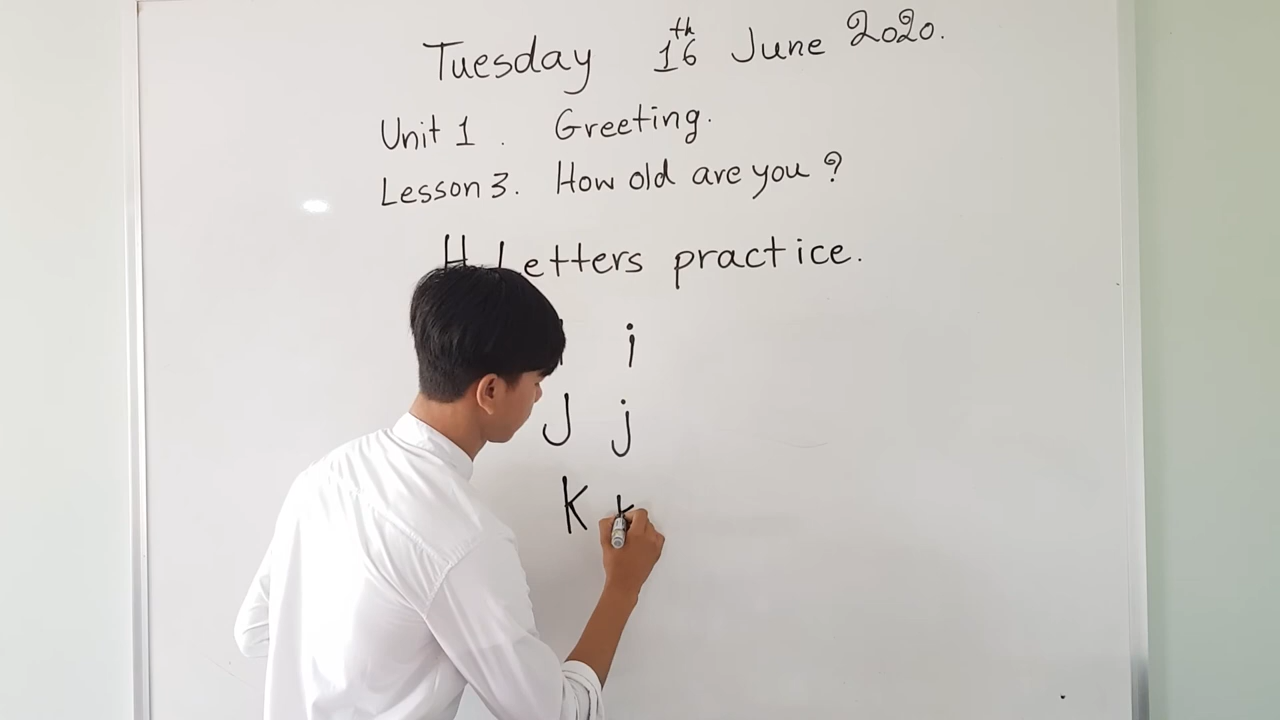 Tuesday 16th June 2020.
Unit 1. Greeting.
Lesson 3. How old are you?
H. Letters practice.
i
J j
K